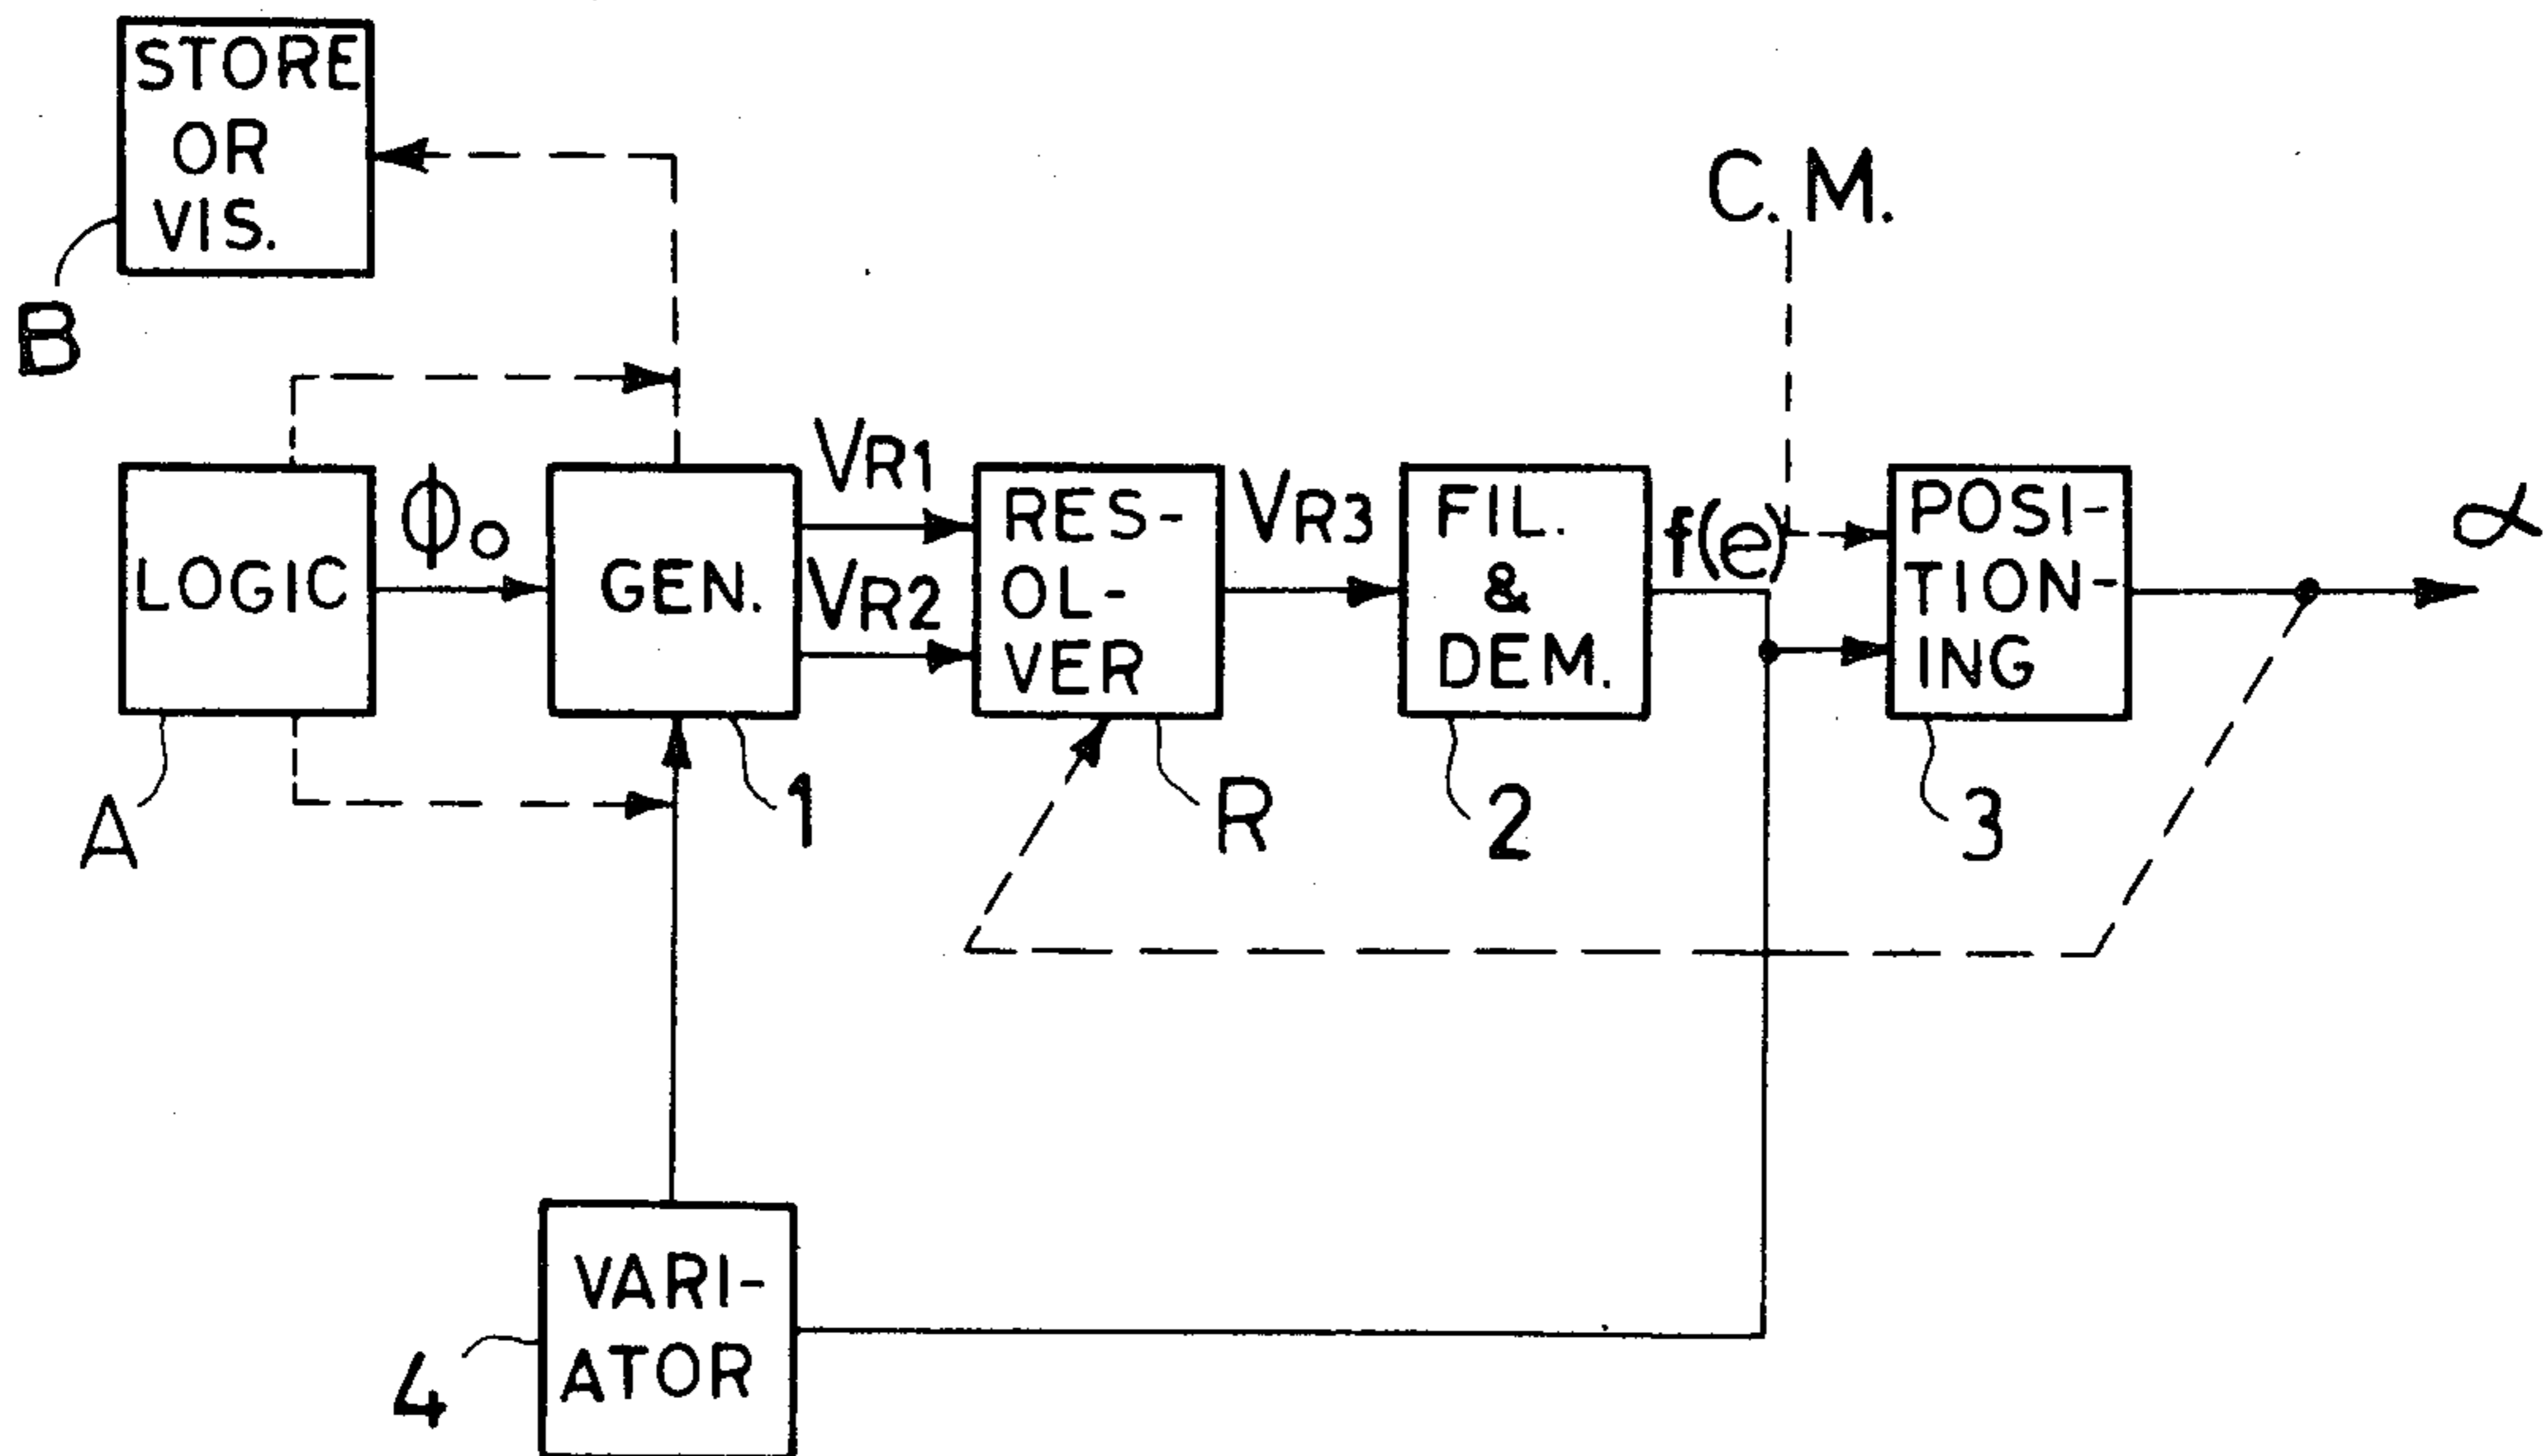 STORE
OR
VIS.
B
C.M.
LOGIC
ϕo
GEN.
VR1
VR2
RES-
OL-
VER
VR3
FIL.
&
DEM.
f(e)
POSI-
TION-
ING
α
A
1
R
2
3
VARI-
ATOR
4